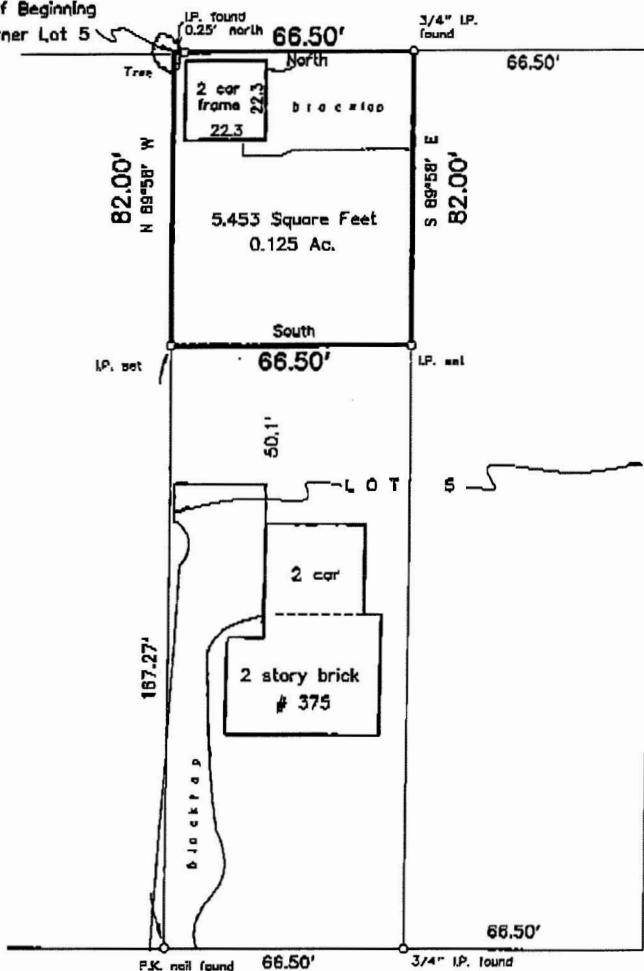 f Beginning
ner Lot 5
I.P. found
0.25' north
66.50'
North
3/4" I.P.
found
66.50'
Tree
2 car
frame
22.3
22.3
blacktop
82.00'
N 89°58' W
S 89°58' E
82.00'
5.453 Square Feet
0.125 Ac.
South
66.50'
I.P. set
I.P. set
50.1'
LOT 5
2 car
2 story brick
# 375
167.27'
blacktop
66.50'
P.K. nail found
66.50'
3/4" I.P. found